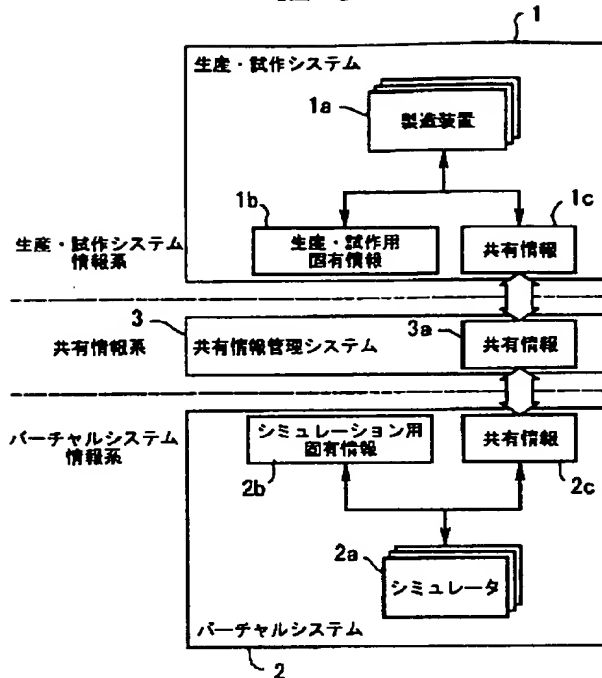 1
生産・試作システム
1a
製造装置
1b
1c
生産・試作用
固有情報
共有情報
生産・試作システム
情報系
3
3a
共有情報系
共有情報管理システム
共有情報
バーチャルシステム
情報系
シミュレーション用
固有情報
共有情報
2b
2c
2a
シミュレータ
バーチャルシステム
2